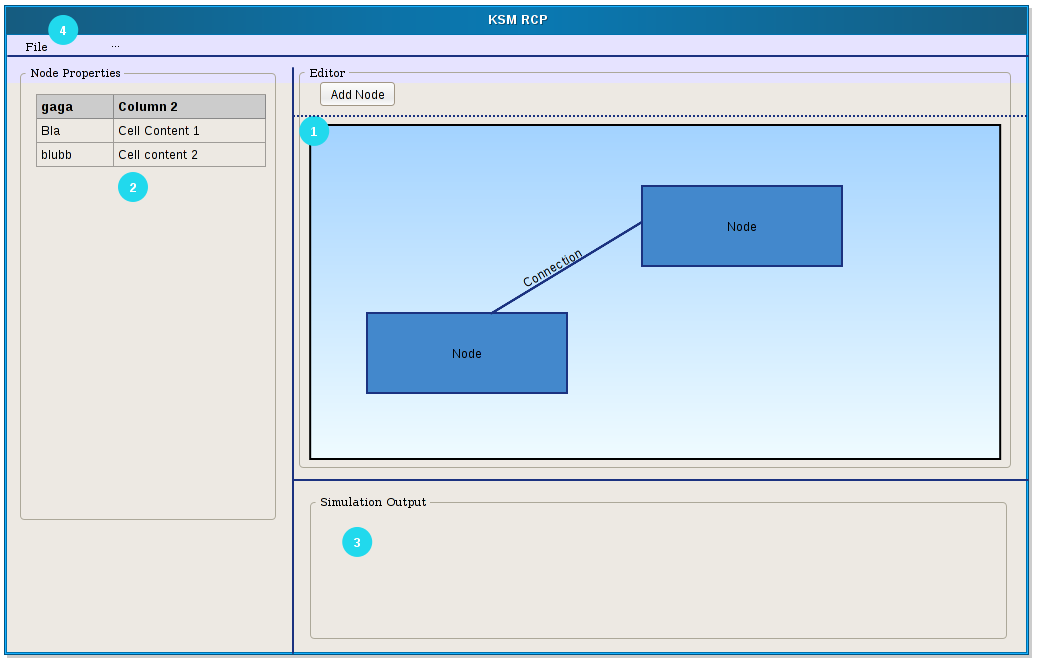 KSM RCP
4
File ...
Node Properties
gaga Column 2
Bla Cell Content 1
blubb Cell content 2
2
Editor
Add Node
1
Node
Connection
Node
Simulation Output
3